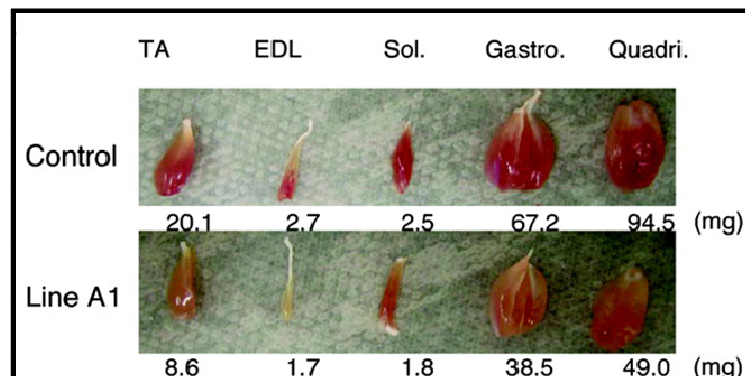 TA EDL Sol. Gastro. Quadri.
Control
20.1 2.7 2.5 67.2 94.5 (mg)
Line A1
8.6 1.7 1.8 38.5 49.0 (mg)